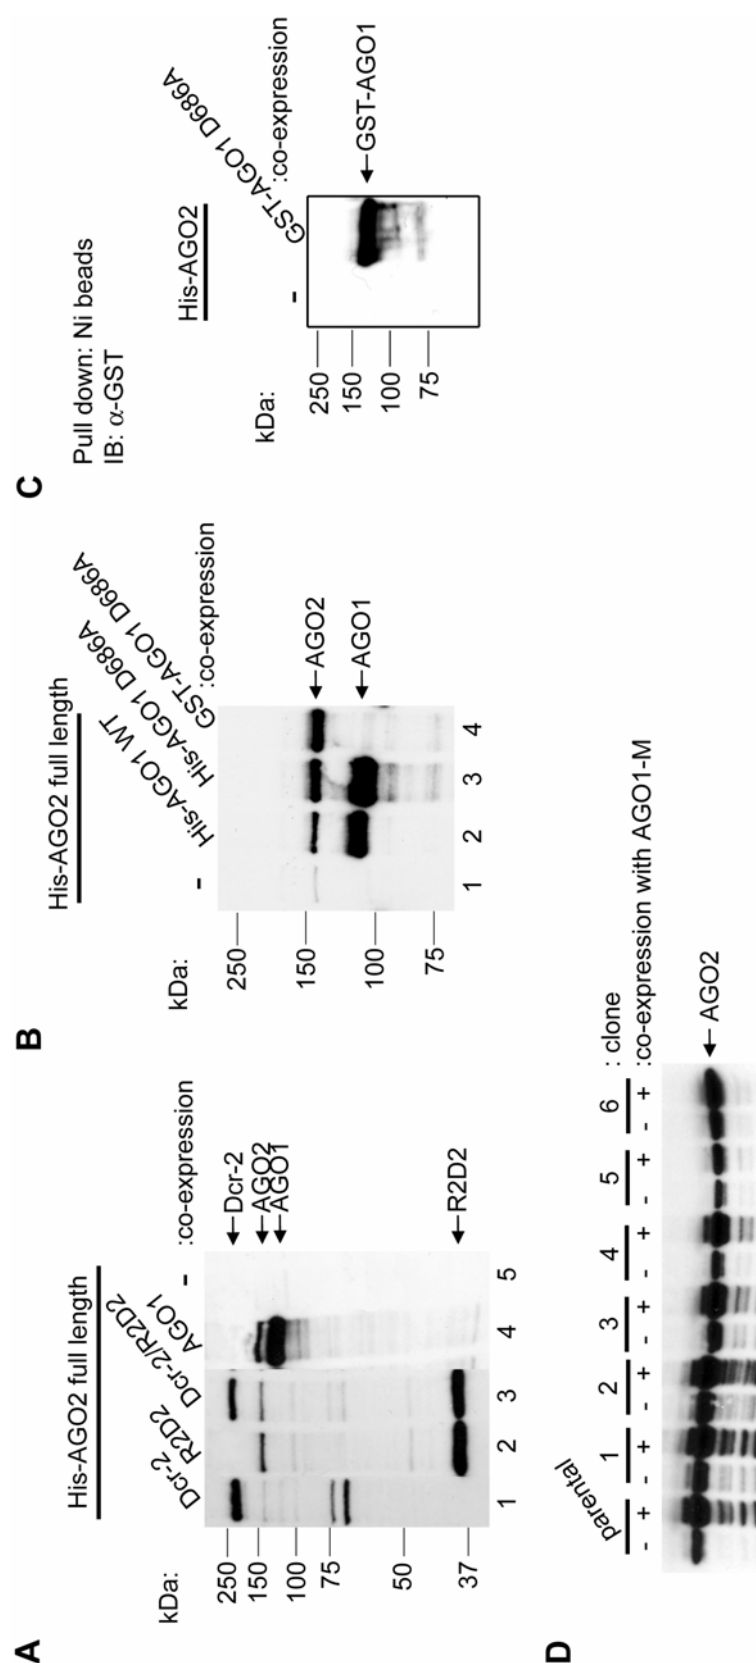 A
His-AGO2 full length
Dcr-2
R2D2
Dcr-2/R2D2
AGO1
-
:co-expression
kDa:
250
150
100
75
50
37
Dcr-2
AGO2
AGO1
R2D2
1 2 3 4 5
B
His-AGO2 full length
-
His-AGO1 WT
His-AGO1 D686A
GST-AGO1 D686A
:co-expression
kDa:
250
150
100
75
AGO2
AGO1
1 2 3 4
C
Pull down: Ni beads
IB: α-GST
His-AGO2
-
GST-AGO1 D686A
:co-expression
kDa:
250
150
100
75
GST-AGO1
D
parental 1 2 3 4 5 6 : clone
- + - + - + - + - + - + - + :co-expression with AGO1-M
AGO2